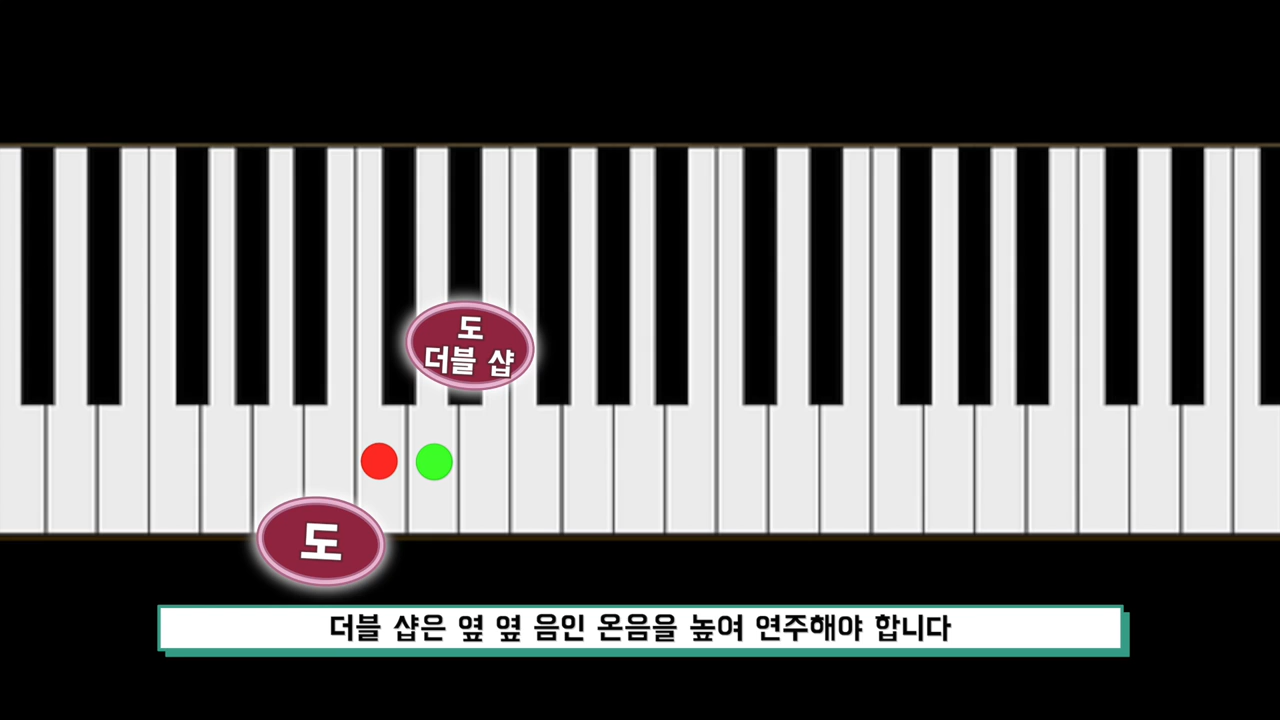 도
더블 샵
도
더블 샵은 옆 옆 음인 온음을 높여 연주해야 합니다